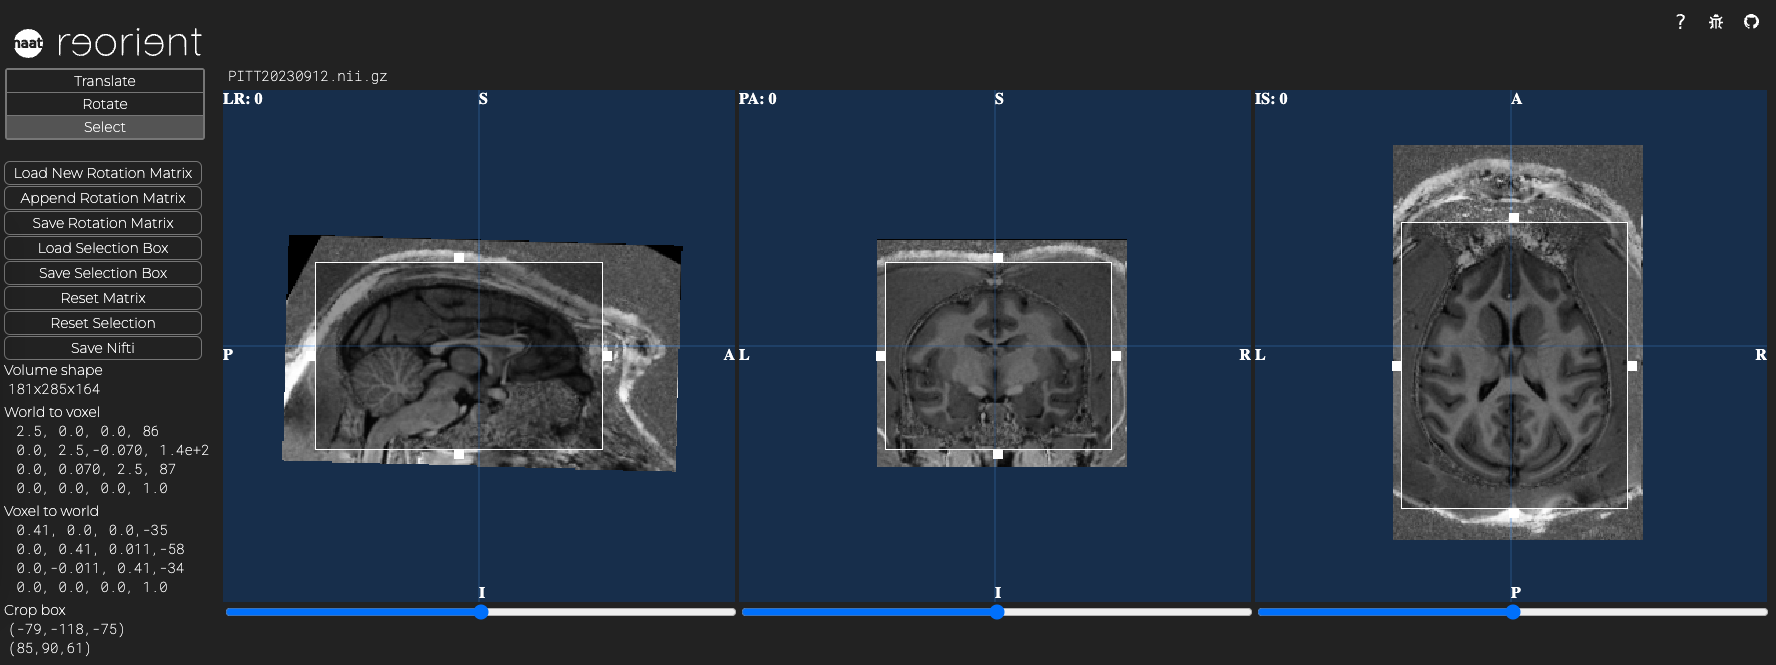 ?
naat reorient
Translate
Rotate
Select
Load New Rotation Matrix
Append Rotation Matrix
Save Rotation Matrix
Load Selection Box
Save Selection Box
Reset Matrix
Reset Selection
Save Nifti
Volume shape
181x285x164
World to voxel
2.5, 0.0, 0.0, 86
0.0, 2.5,-0.070, 1.4e+2
0.0, 0.070, 2.5, 87
0.0, 0.0, 0.0, 1.0
Voxel to world
0.41, 0.0, 0.0,-35
0.0, 0.41, 0.011,-58
0.0,-0.011, 0.41,-34
0.0, 0.0, 0.0, 1.0
Crop box
(-79,-118,-75)
(85,90,61)
PITT20230912.nii.gz
LR: 0
S
P
A
I
PA: 0
S
L
R
I
IS: 0
A
L
R
P